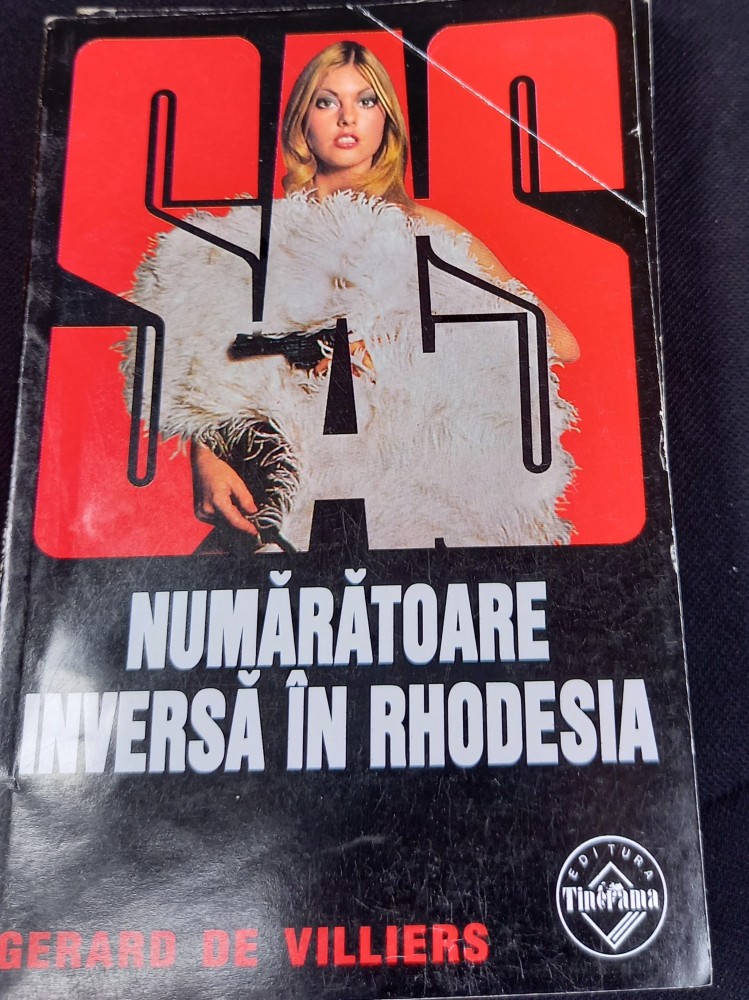 SAS
NUMĂRĂTOARE
INVERSĂ ÎN RHODESIA
EDITURA
Tinerama
GERARD DE VILLIERS